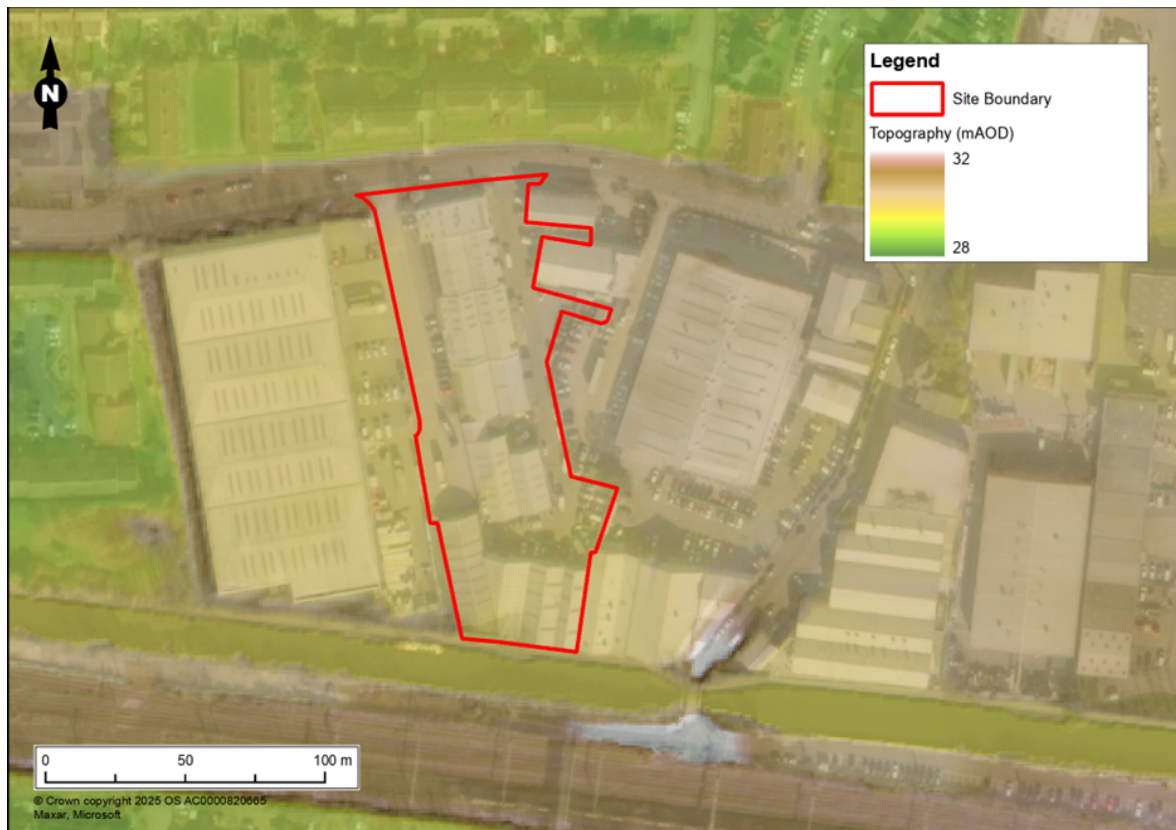 N
Legend
Site Boundary
Topography (mAOD)
32
28
0 50 100 m
© Crown copyright 2025 OS AC0000820665
Maxar, Microsoft